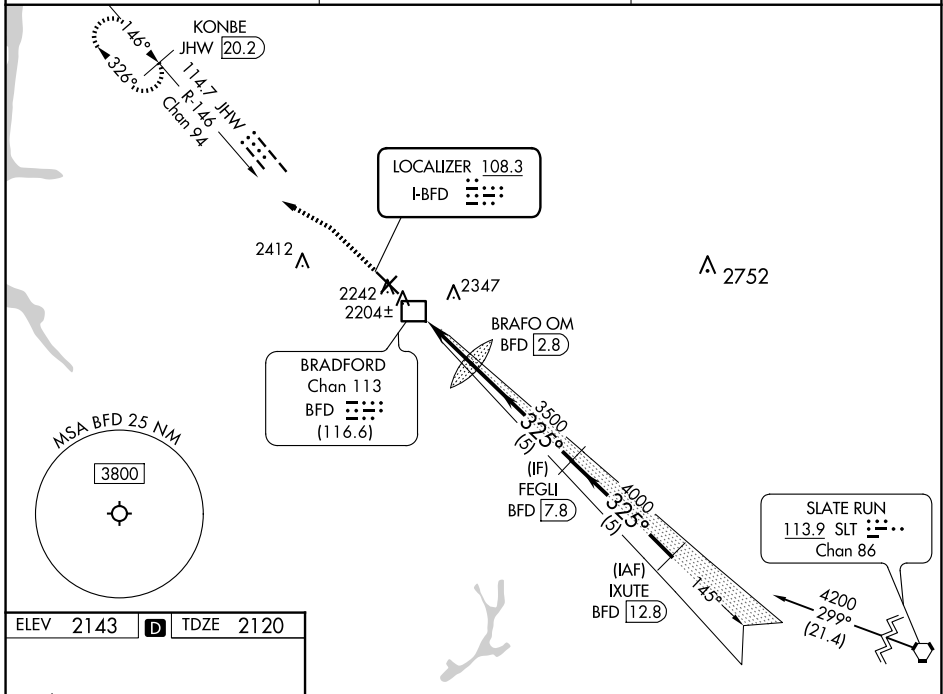 KONBE
JHW 20.2
146°
326°
114.7 JHW
R-146
Chan 94
LOCALIZER 108.3
I-BFD
2412
2242
2204±
2347
2752
BRAFO OM
BFD 2.8
BRADFORD
Chan 113
BFD
(116.6)
MSA BFD 25 NM
3800
3500
325°
(5)
(IF)
FEGLI
BFD 7.8
4000
325°
(5)
(IAF)
IXUTE
BFD 12.8
145°
SLATE RUN
113.9 SLT
Chan 86
4200
299°
(21.4)
ELEV 2143 D TDZE 2120